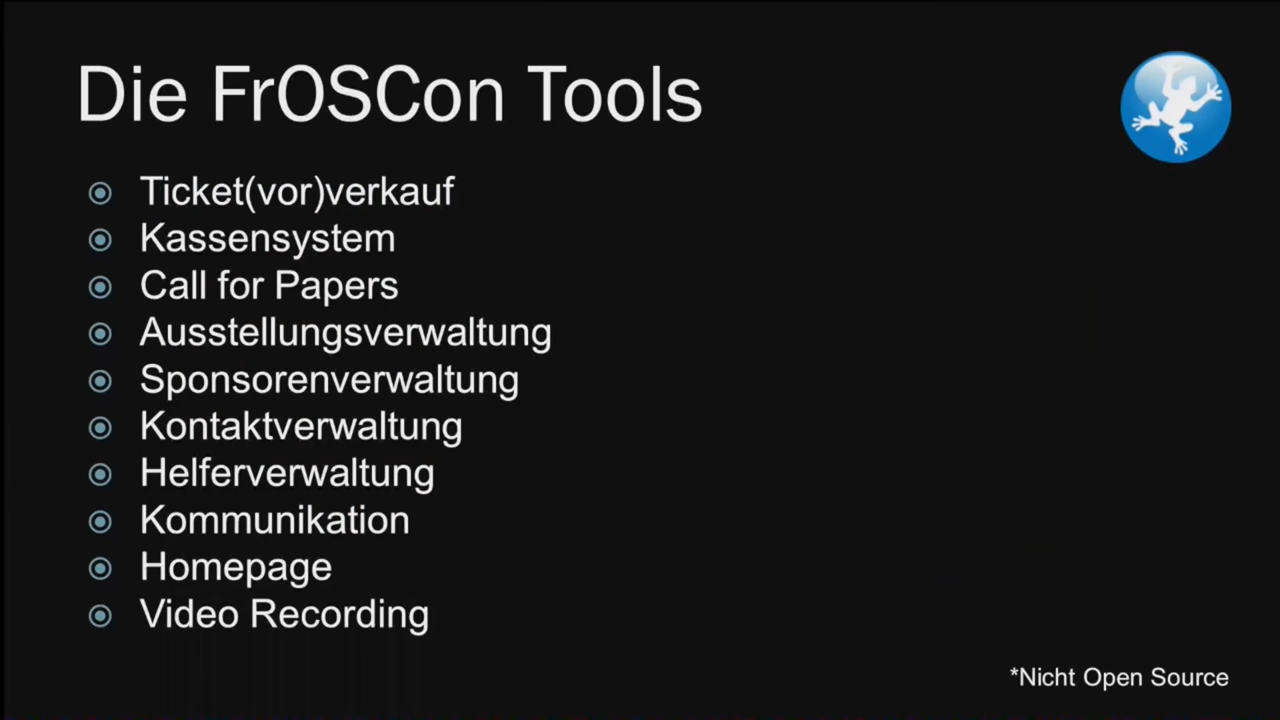 Die FrOSCon Tools
Ticket(vor)verkauf
Kassensystem
Call for Papers
Ausstellungsverwaltung
Sponsorenverwaltung
Kontaktverwaltung
Helferverwaltung
Kommunikation
Homepage
Video Recording
*Nicht Open Source